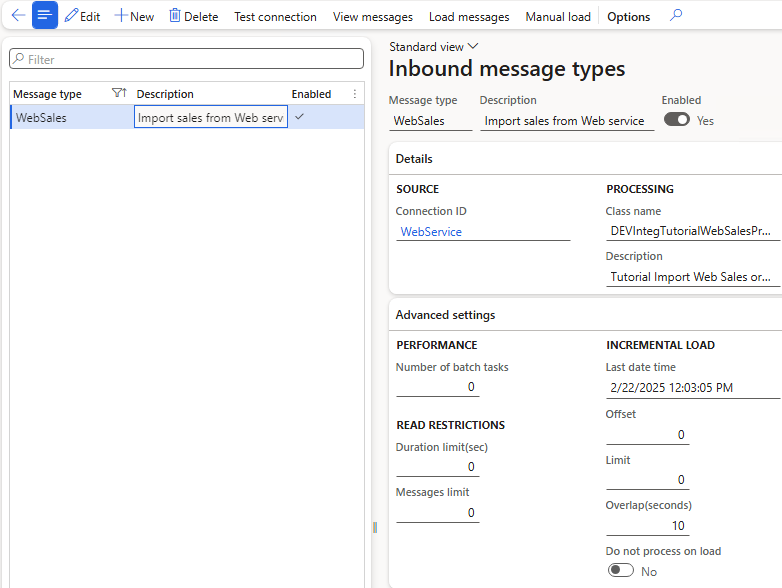 Edit New Delete Test connection View messages Load messages Manual load Options
Filter
Message type Description Enabled
WebSales Import sales from Web serv
Standard view
Inbound message types
Message type Description Enabled
WebSales Import sales from Web service Yes
Details
SOURCE
Connection ID
WebService
PROCESSING
Class name
DEVIntegTutorialWebSalesPr...
Description
Tutorial Import Web Sales or...
Advanced settings
PERFORMANCE
Number of batch tasks
0
READ RESTRICTIONS
Duration limit(sec)
0
Messages limit
0
INCREMENTAL LOAD
Last date time
2/22/2025 12:03:05 PM
Offset
0
Limit
0
Overlap(seconds)
10
Do not process on load
No